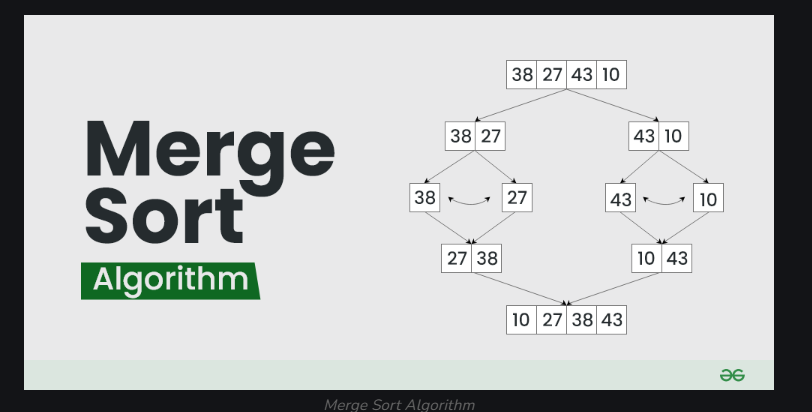 Merge
Sort
Algorithm
38 27 43 10
38 27
43 10
38
27
43
10
27 38
10 43
10 27 38 43
Merge Sort Algorithm